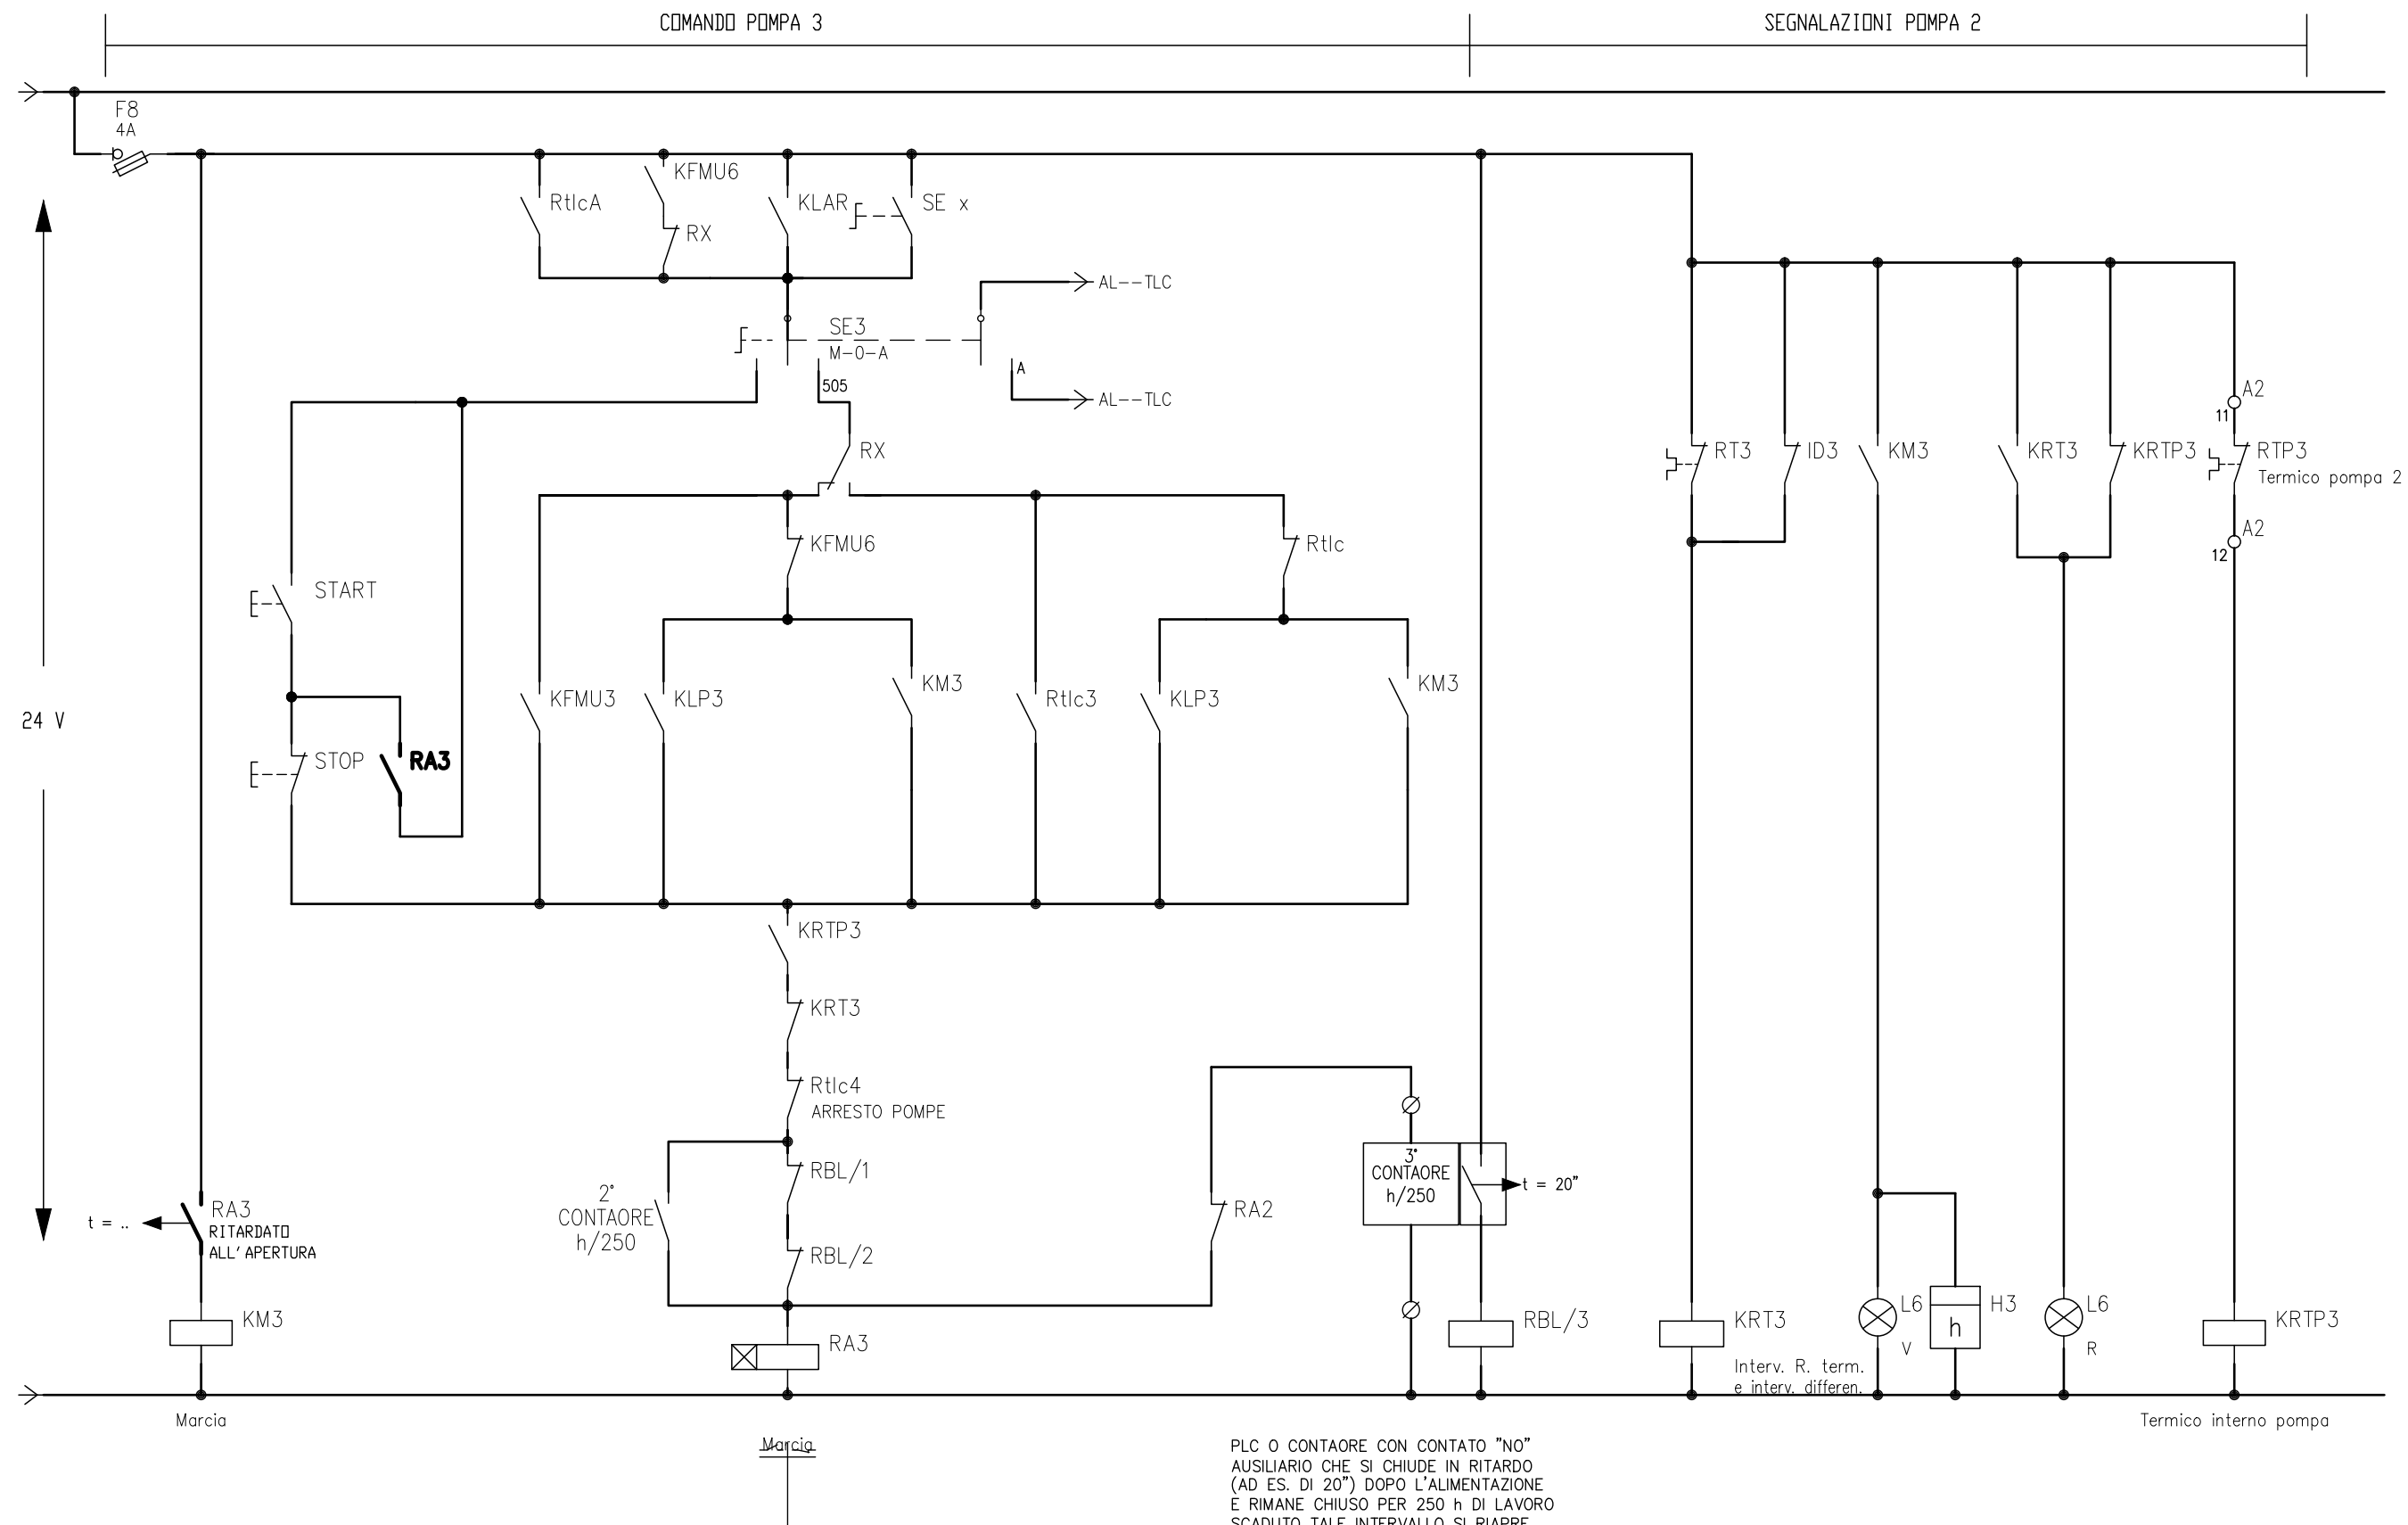 COMANDO POMPA 3
SEGNALAZIONI POMPA 2
F8
4A
RtlcA
KFMU6
RX
KLAR
SE x
AL--TLC
SE3
M-O-A
A
505
AL--TLC
RX
A2
11
RT3
ID3
KM3
KRT3
KRTP3
RTP3
Termico pompa 2
KFMU6
Rtlc
A2
12
START
KFMU3
KLP3
KM3
Rtlc3
KLP3
KM3
24 V
STOP
RA3
KRTP3
KRT3
Rtlc4
ARRESTO POMPE
RBL/1
2°
CONTAORE
h/250
RBL/2
RA2
3°
CONTAORE
h/250
t = 20"
t = ..
RA3
RITARDATO
ALL'APERTURA
KM3
RA3
RBL/3
KRT3
Interv. R. term.
e interv. differen.
L6
V
H3
h
L6
R
KRTP3
Marcia
Marcia
Termico interno pompa
PLC O CONTAORE CON CONTATO "NO"
AUSILIARIO CHE SI CHIUDE IN RITARDO
(AD ES. DI 20") DOPO L'ALIMENTAZIONE
E RIMANE CHIUSO PER 250 h DI LAVORO
SCADUTO TALE INTERVALLO SI RIAPRE